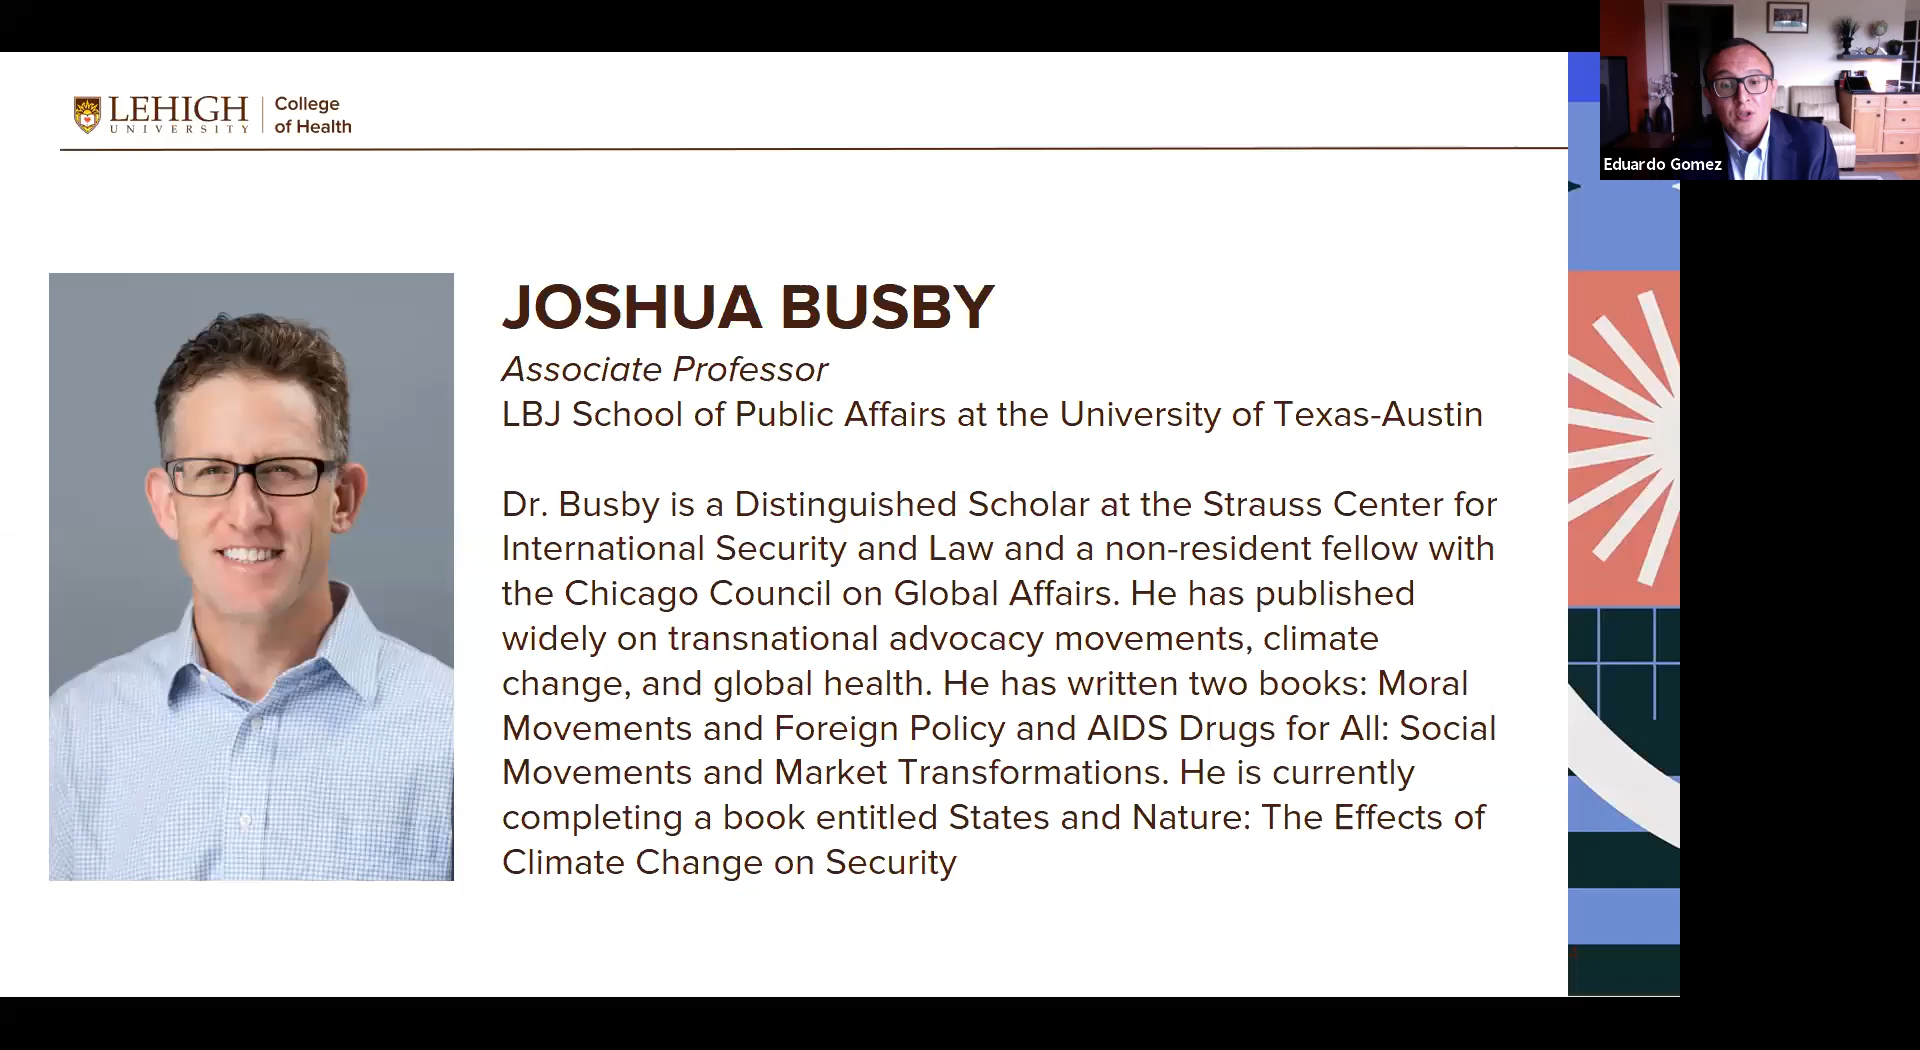 LEHIGH
UNIVERSITY
College
of Health
Eduardo Gomez
JOSHUA BUSBY
Associate Professor
LBJ School of Public Affairs at the University of Texas-Austin
Dr. Busby is a Distinguished Scholar at the Strauss Center for
International Security and Law and a non-resident fellow with
the Chicago Council on Global Affairs. He has published
widely on transnational advocacy movements, climate
change, and global health. He has written two books: Moral
Movements and Foreign Policy and AIDS Drugs for All: Social
Movements and Market Transformations. He is currently
completing a book entitled States and Nature: The Effects of
Climate Change on Security